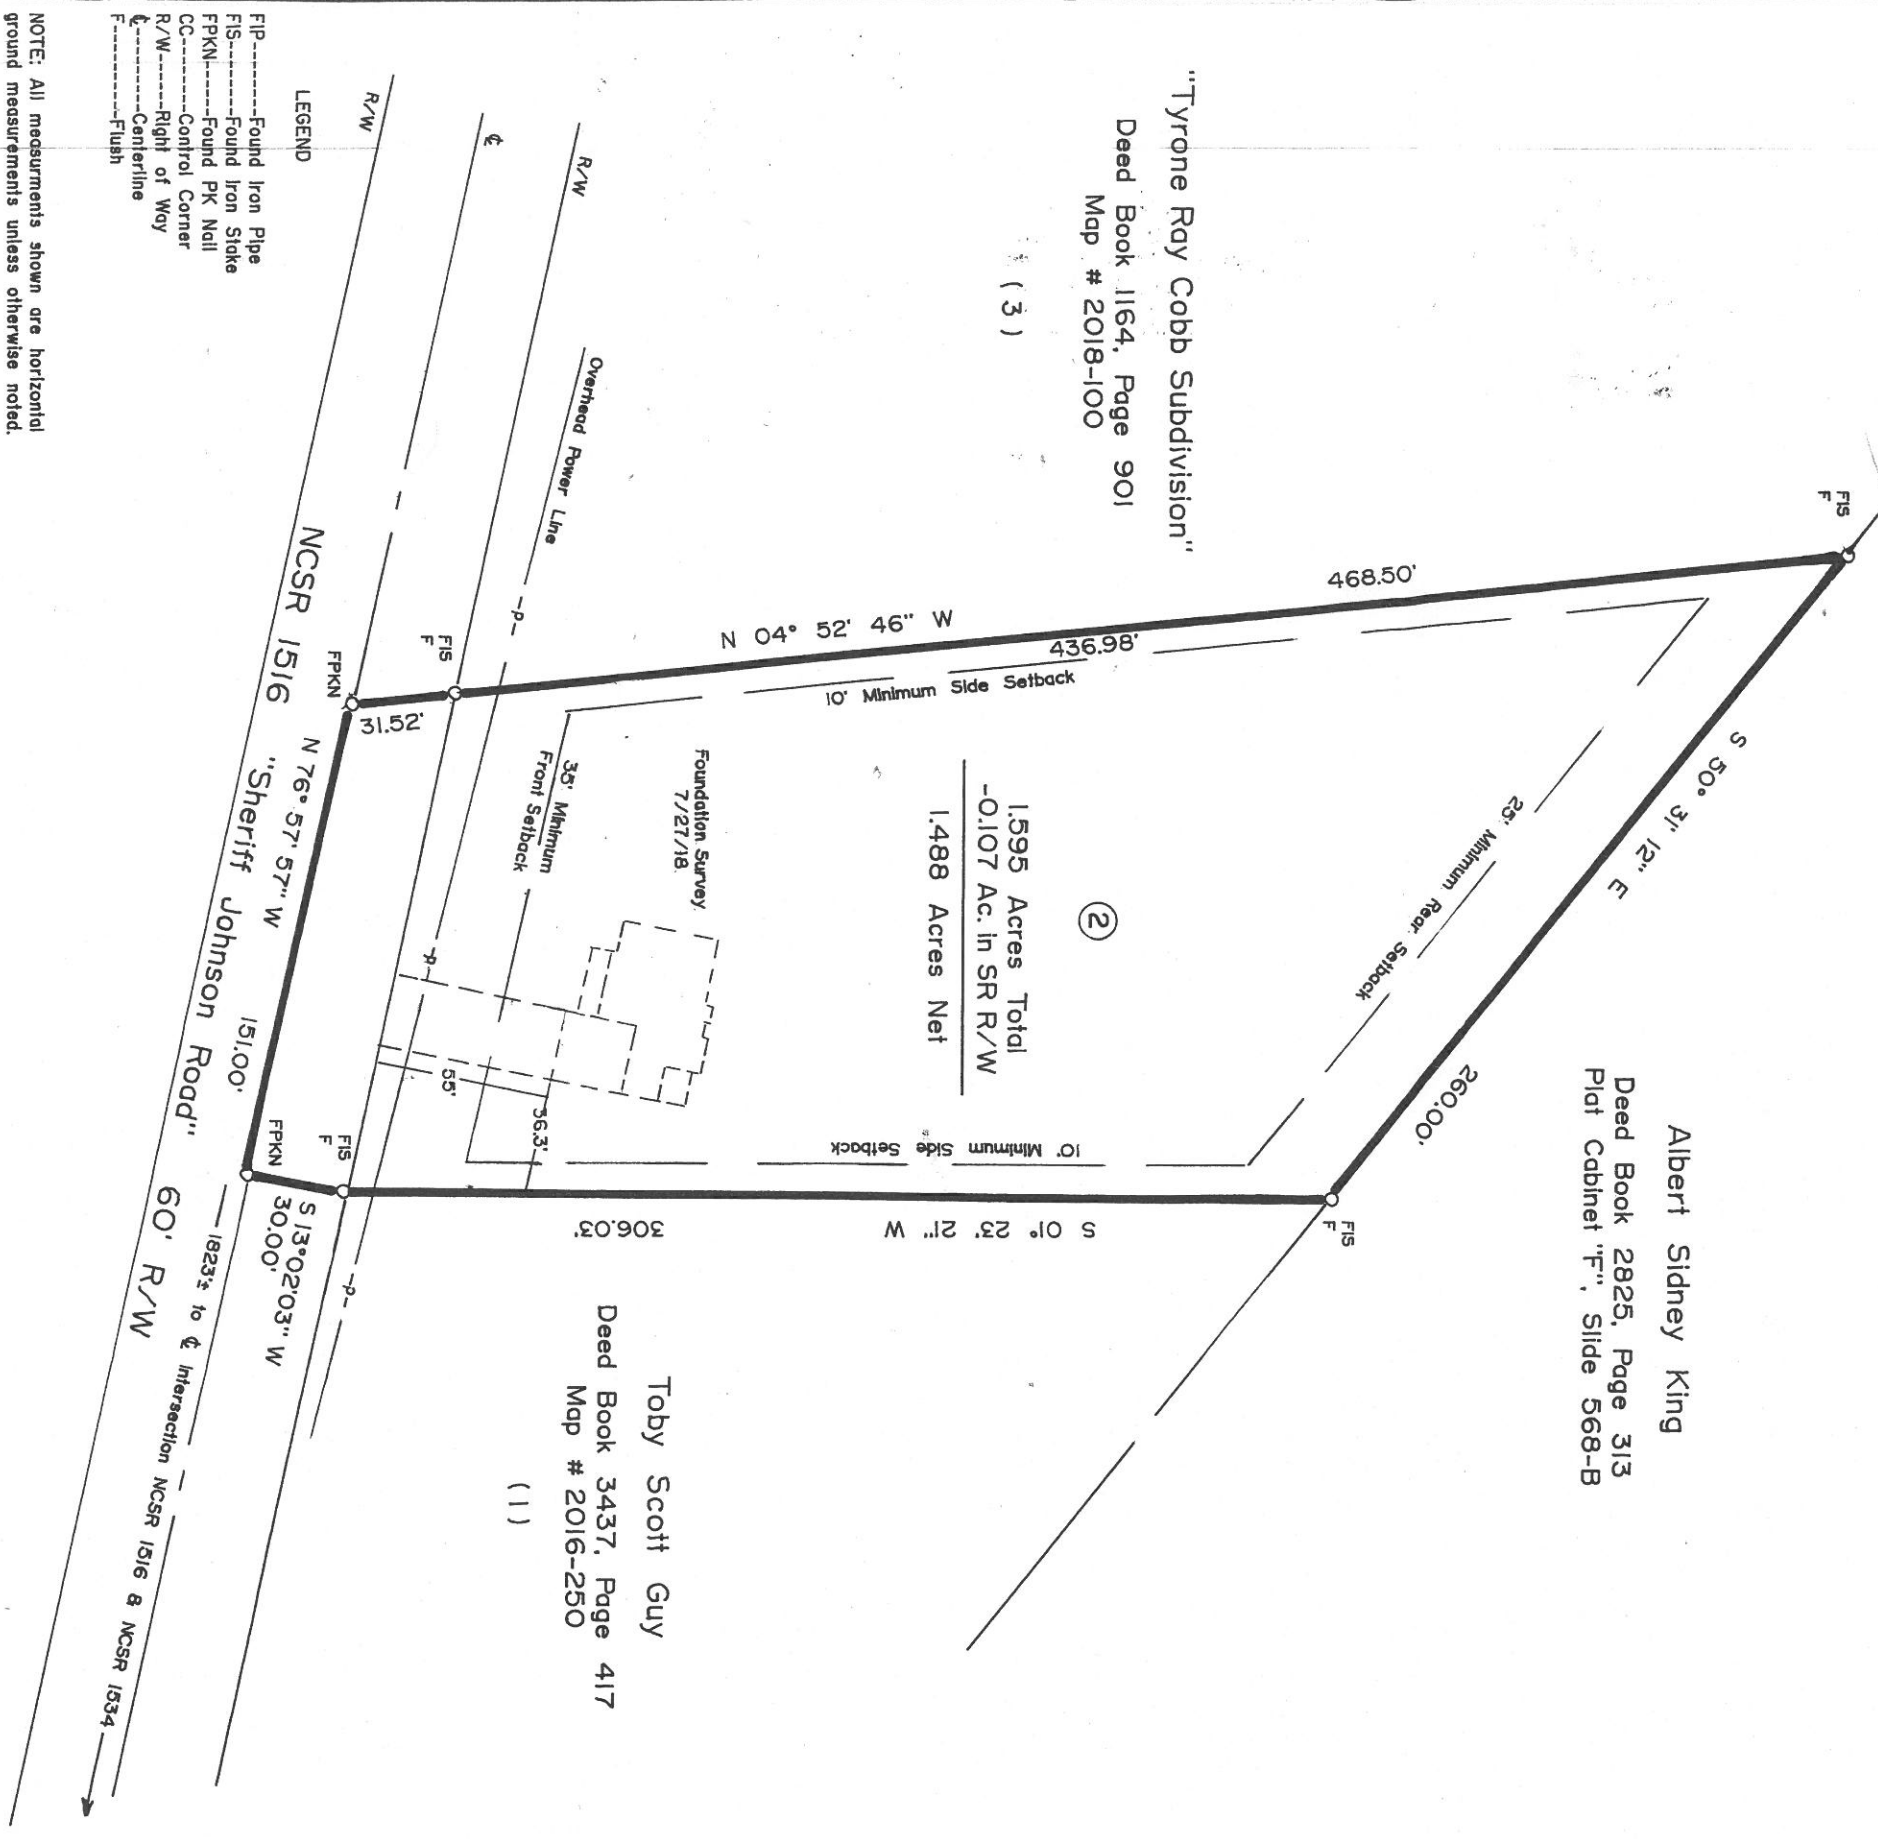 Albert Sidney King
Deed Book 2825, Page 313
Plat Cabinet "F", Slide 568-B
FIS
F
S 50° 31' 12" E
260.00'
FIS
F
468.50'
N 04° 52' 46" W
436.98'
10' Minimum Side Setback
25' Minimum Rear Setback
"Tyrone Ray Cobb Subdivision"
Deed Book 1164, Page 901
Map # 2018-100
( 3 )
2
1.595 Acres Total
-0.107 Ac. in SR R/W
1.488 Acres Net
10' Minimum Side Setback
S 01° 23' 21" W
306.03'
Foundation Survey
7/27/18
35' Minimum
Front Setback
36.3'
55'
Toby Scott Guy
Deed Book 3437, Page 417
Map # 2016-250
( 1 )
Overhead Power Line
-P-
-P-
-P-
R/W
℄
R/W
FIS
F
31.52'
FPKN
FIS
F
FPKN
N 76° 57' 57" W
151.00'
S 13°02'03" W
30.00'
1823'± to ℄ Intersection NCSR 1516 & NCSR 1534
NCSR 1516 "Sheriff Johnson Road" 60' R/W
LEGEND
FIP---------Found Iron Pipe
FIS---------Found Iron Stake
FPKN-------Found PK Nail
CC---------Control Corner
R/W-------Right of Way
℄---------Centerline
F----------Flush
NOTE: All measurments shown are horizontal
ground measurements unless otherwise noted.